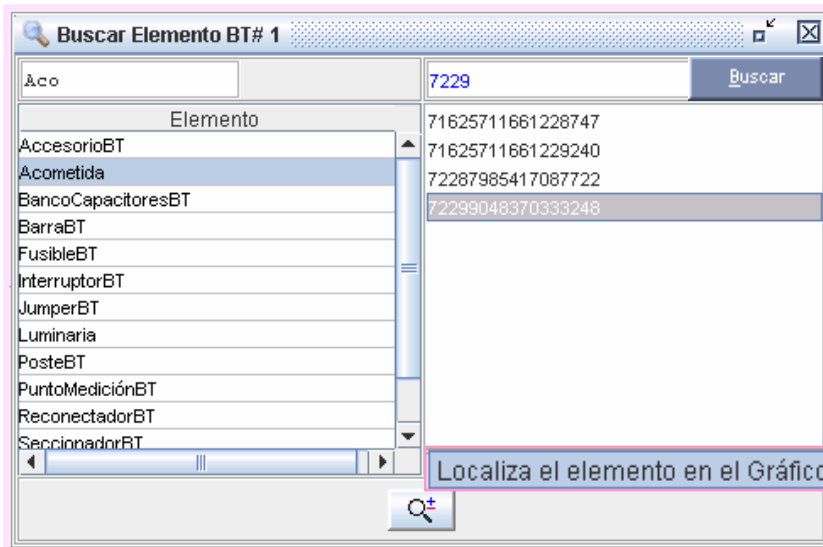 Buscar Elemento BT# 1
Aco
7229
Buscar
Elemento
AccesorioBT
Acometida
BancoCapacitoresBT
BarraBT
FusibleBT
InterruptorBT
JumperBT
Luminaria
PosteBT
PuntoMediciónBT
ReconectadorBT
SeccionadorBT
71625711661228747
71625711661229240
72287985417087722
72299048370333248
Localiza el elemento en el Gráfico